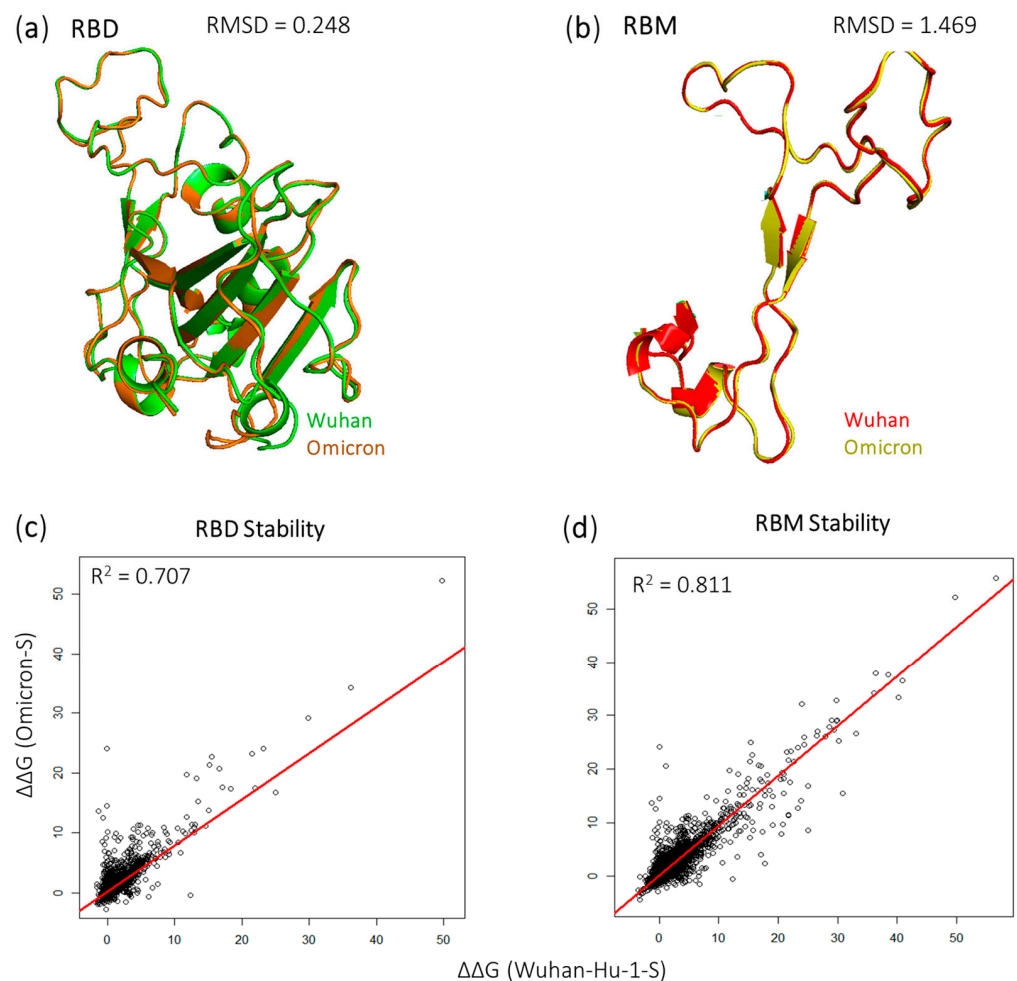 (a) RBD RMSD = 0.248
(b) RBM RMSD = 1.469
Wuhan
Omicron
Wuhan
Omicron
(c) RBD Stability
R² = 0.707
50
40
30
20
10
0
0 10 20 30 40 50
(d) RBM Stability
R² = 0.811
50
40
30
20
10
0
0 10 20 30 40 50
ΔΔG (Omicron-S)
ΔΔG (Wuhan-Hu-1-S)